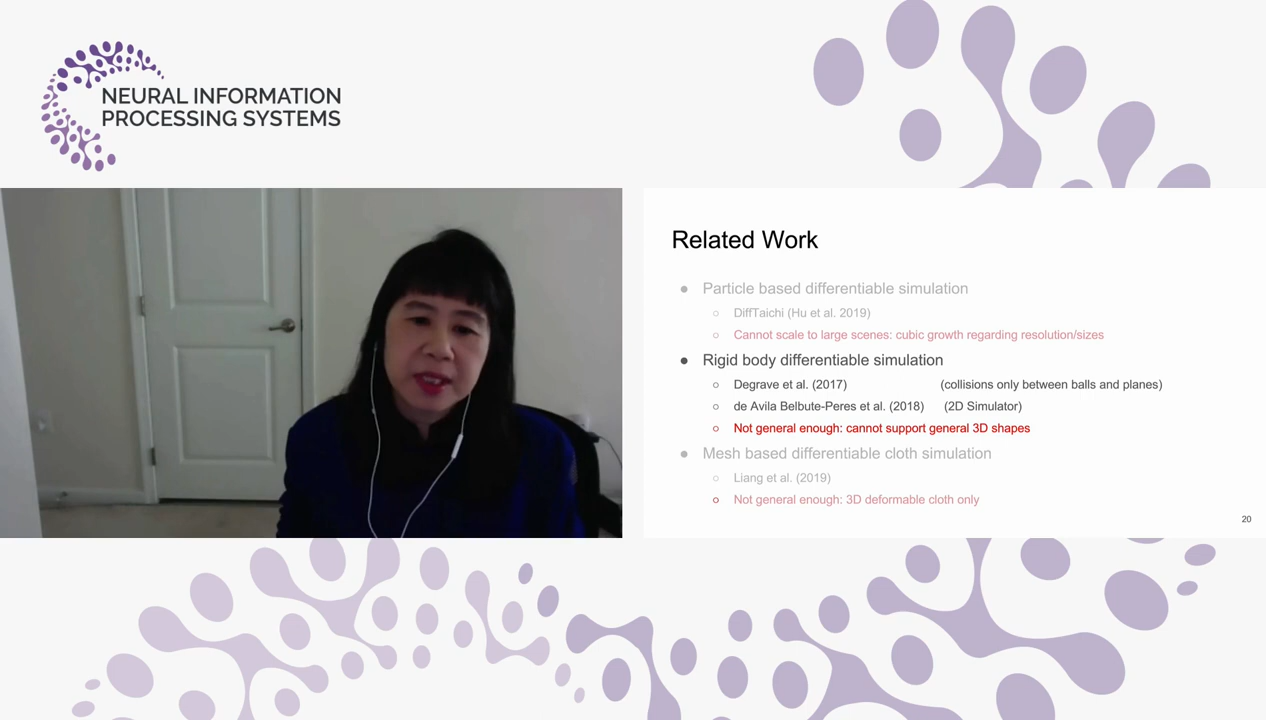 NEURAL INFORMATION
PROCESSING SYSTEMS
Related Work
Particle based differentiable simulation
DiffTaichi (Hu et al. 2019)
Cannot scale to large scenes: cubic growth regarding resolution/sizes
Rigid body differentiable simulation
Degrave et al. (2017) (collisions only between balls and planes)
de Avila Belbute-Peres et al. (2018) (2D Simulator)
Not general enough: cannot support general 3D shapes
Mesh based differentiable cloth simulation
Liang et al. (2019)
Not general enough: 3D deformable cloth only
20